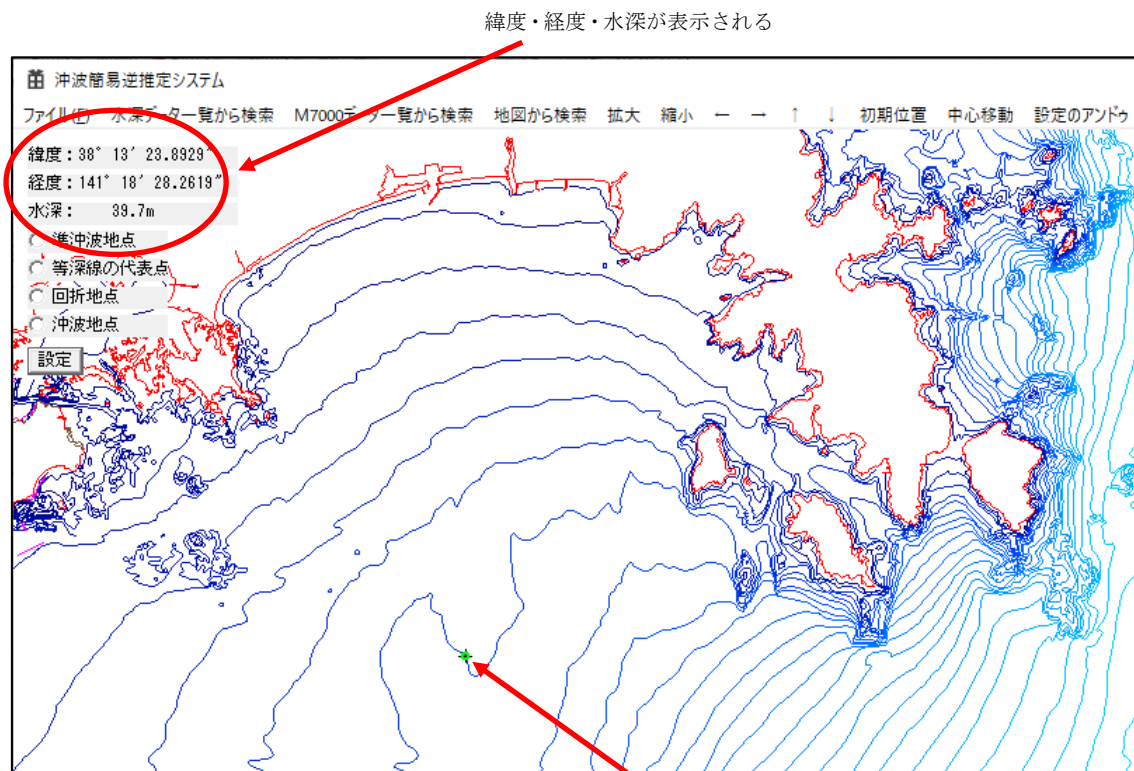 緯度・経度・水深が表示される
沖波簡易逆推定システム
ファイル(F) 水深データ一覧から検索 M7000データ一覧から検索 地図から検索 拡大 縮小 ← → ↑ ↓ 初期位置 中心移動 設定のアンドゥ
緯度：38° 13′ 23.8929″
経度：141° 18′ 28.2619″
水深： 39.7m
準沖波地点
等深線の代表点
回折地点
沖波地点
設定